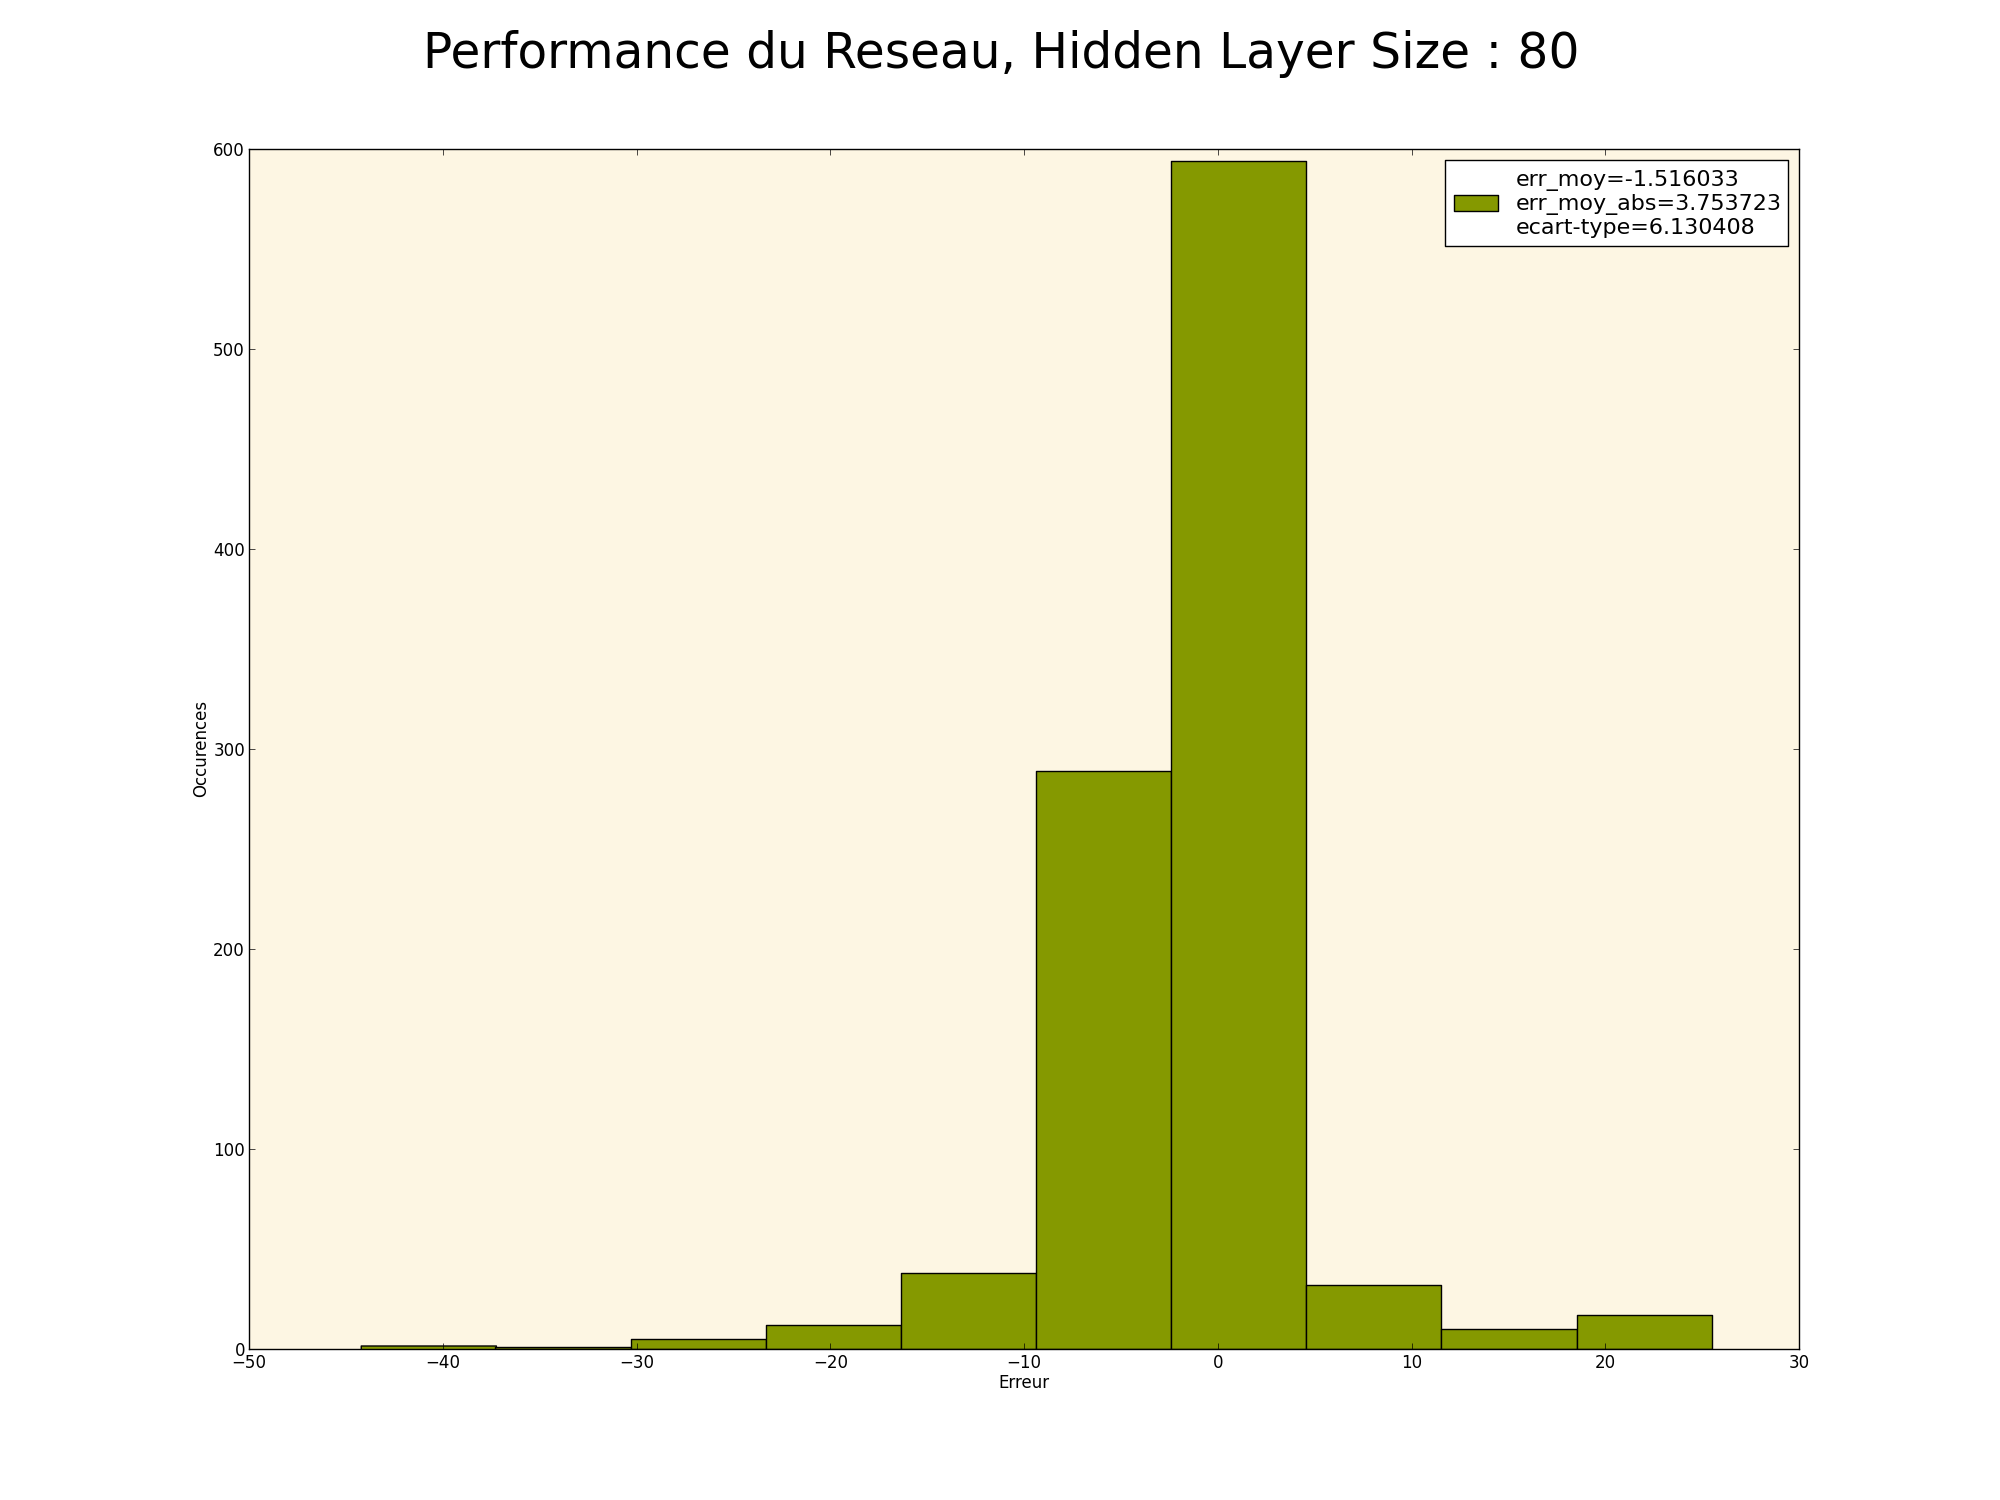 Performance du Reseau, Hidden Layer Size : 80
600
500
400
300
200
100
0
Occurences
err_moy=-1.516033
err_moy_abs=3.753723
ecart-type=6.130408
−50 −40 −30 −20 −10 0 10 20 30
Erreur